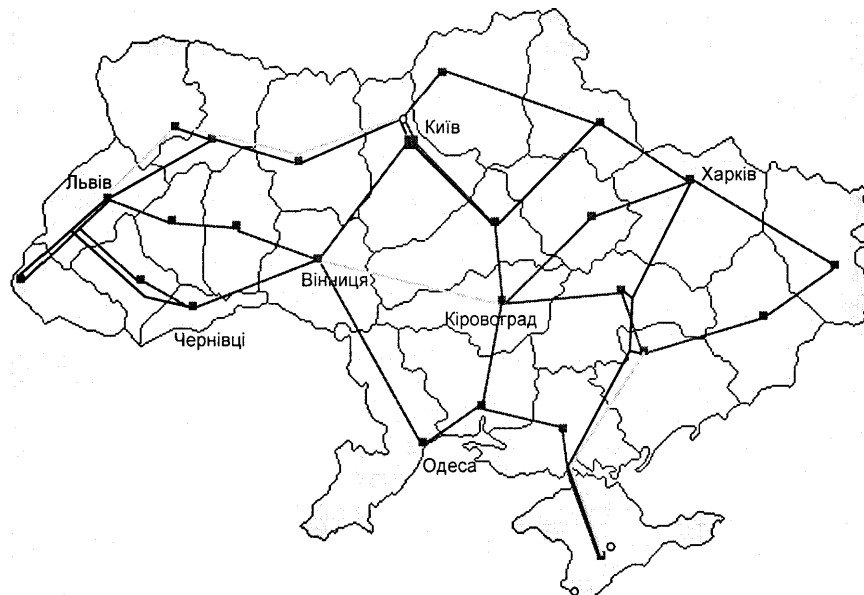 Київ
Харків
Львів
Вінниця
Кіровоград
Чернівці
Одеса